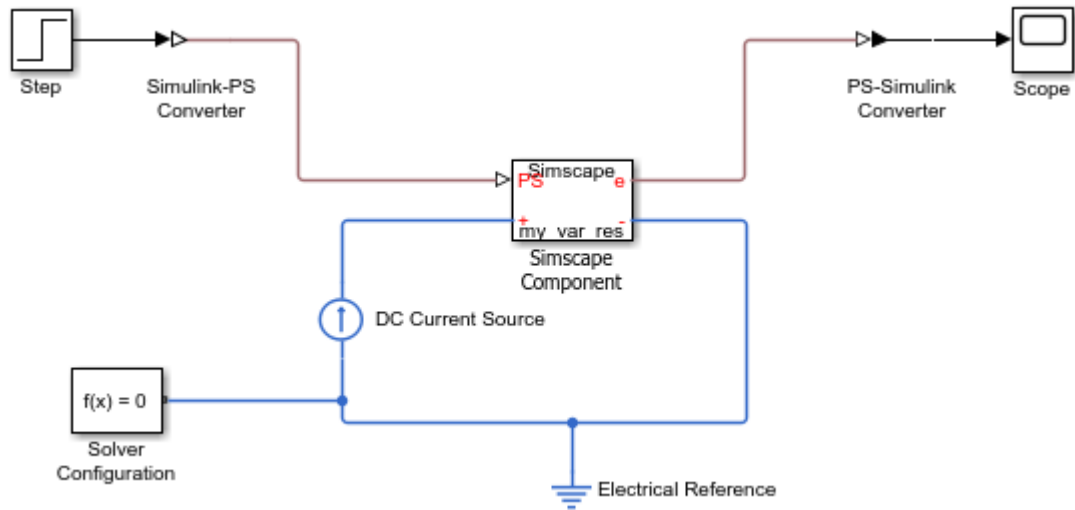 Step
Simulink-PS
Converter
PS-Simulink
Converter
Scope
Simscape
PS
e
+
-
my_var_res
Simscape
Component
DC Current Source
f(x) = 0
Solver
Configuration
Electrical Reference